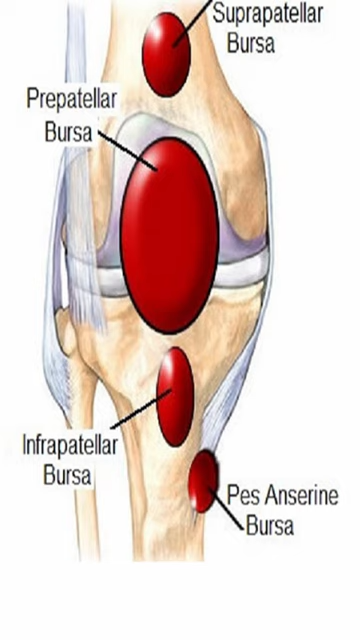 Suprapatellar
Bursa
Prepatellar
Bursa
Infrapatellar
Bursa
Pes Anserine
Bursa